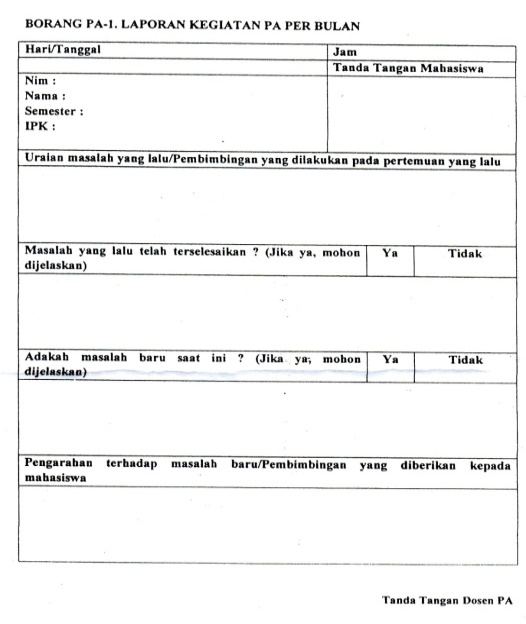 BORANG PA-1. LAPORAN KEGIATAN PA PER BULAN
Hari/Tanggal
Jam
Tanda Tangan Mahasiswa
Nim :
Nama :
Semester :
IPK :
Uraian masalah yang lalu/Pembimbingan yang dilakukan pada pertemuan yang lalu
Masalah yang lalu telah terselesaikan ? (Jika ya, mohon
dijelaskan)
Ya
Tidak
Adakah masalah baru saat ini ? (Jika ya, mohon
dijelaskan)
Ya
Tidak
Pengarahan terhadap masalah baru/Pembimbingan yang diberikan kepada
mahasiswa
Tanda Tangan Dosen PA